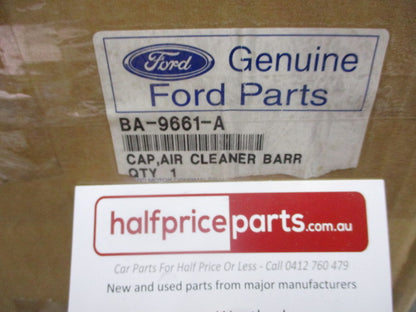 Ford Genuine
Ford Parts
BA-9661-A
CAP,AIR CLEANER BARR
QTY 1
halfpriceparts.com.au
Car Parts For Half Price Or Less - Call 0412 760 479
New and used parts from major manufacturers